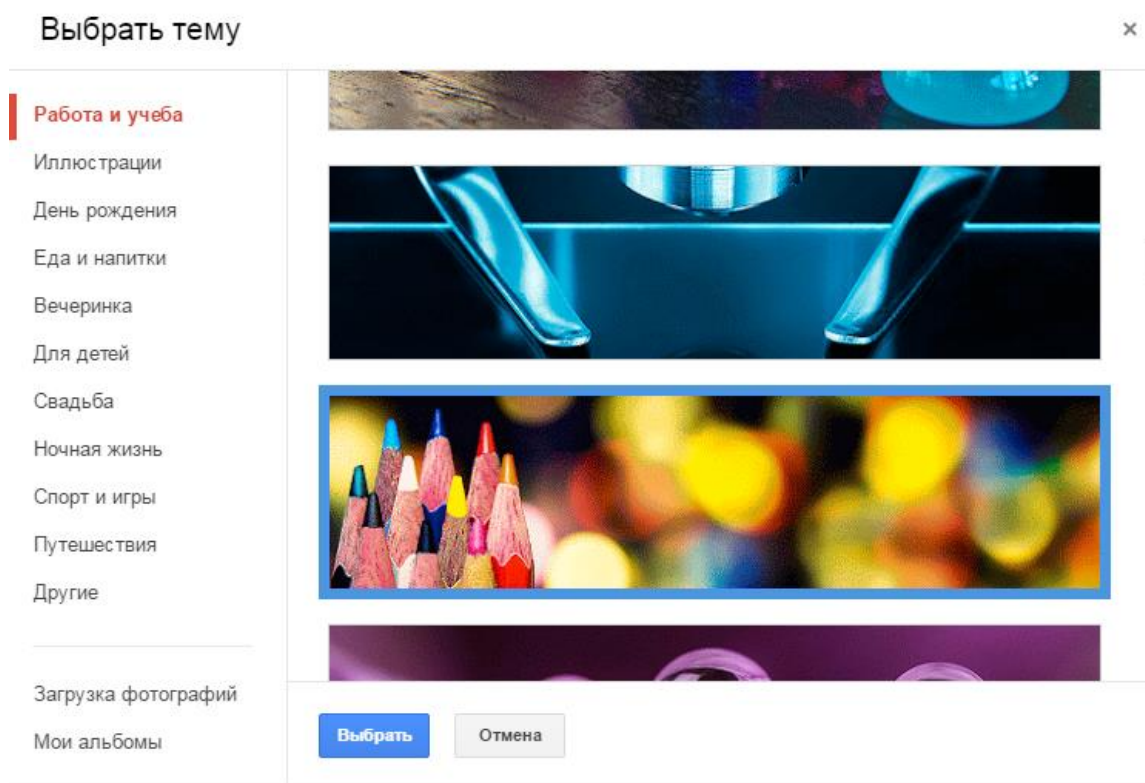 Выбрать тему
×
Работа и учеба
Иллюстрации
День рождения
Еда и напитки
Вечеринка
Для детей
Свадьба
Ночная жизнь
Спорт и игры
Путешествия
Другие
Загрузка фотографий
Мои альбомы
Выбрать
Отмена